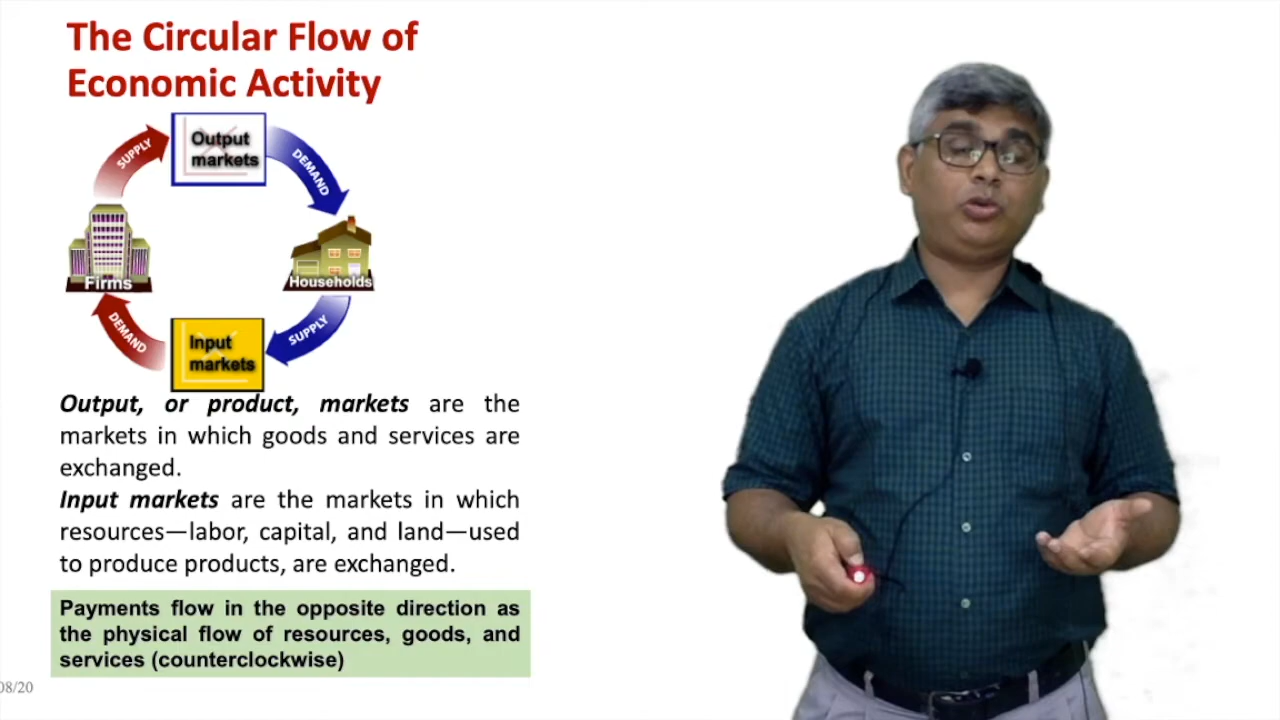 The Circular Flow of
Economic Activity
SUPPLY
Output
markets
DEMAND
Firms
Households
DEMAND
Input
markets
SUPPLY
Output, or product, markets are the
markets in which goods and services are
exchanged.
Input markets are the markets in which
resources—labor, capital, and land—used
to produce products, are exchanged.
Payments flow in the opposite direction as
the physical flow of resources, goods, and
services (counterclockwise)
08/20